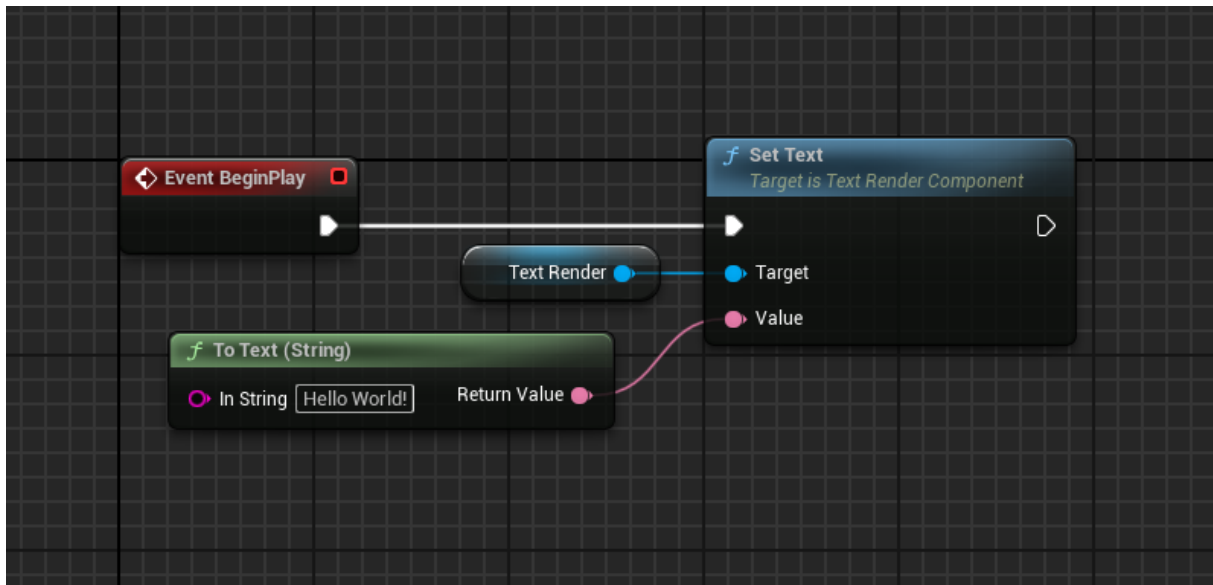 Event BeginPlay
Set Text
Target is Text Render Component
Text Render
Target
Value
To Text (String)
In String Hello World! Return Value